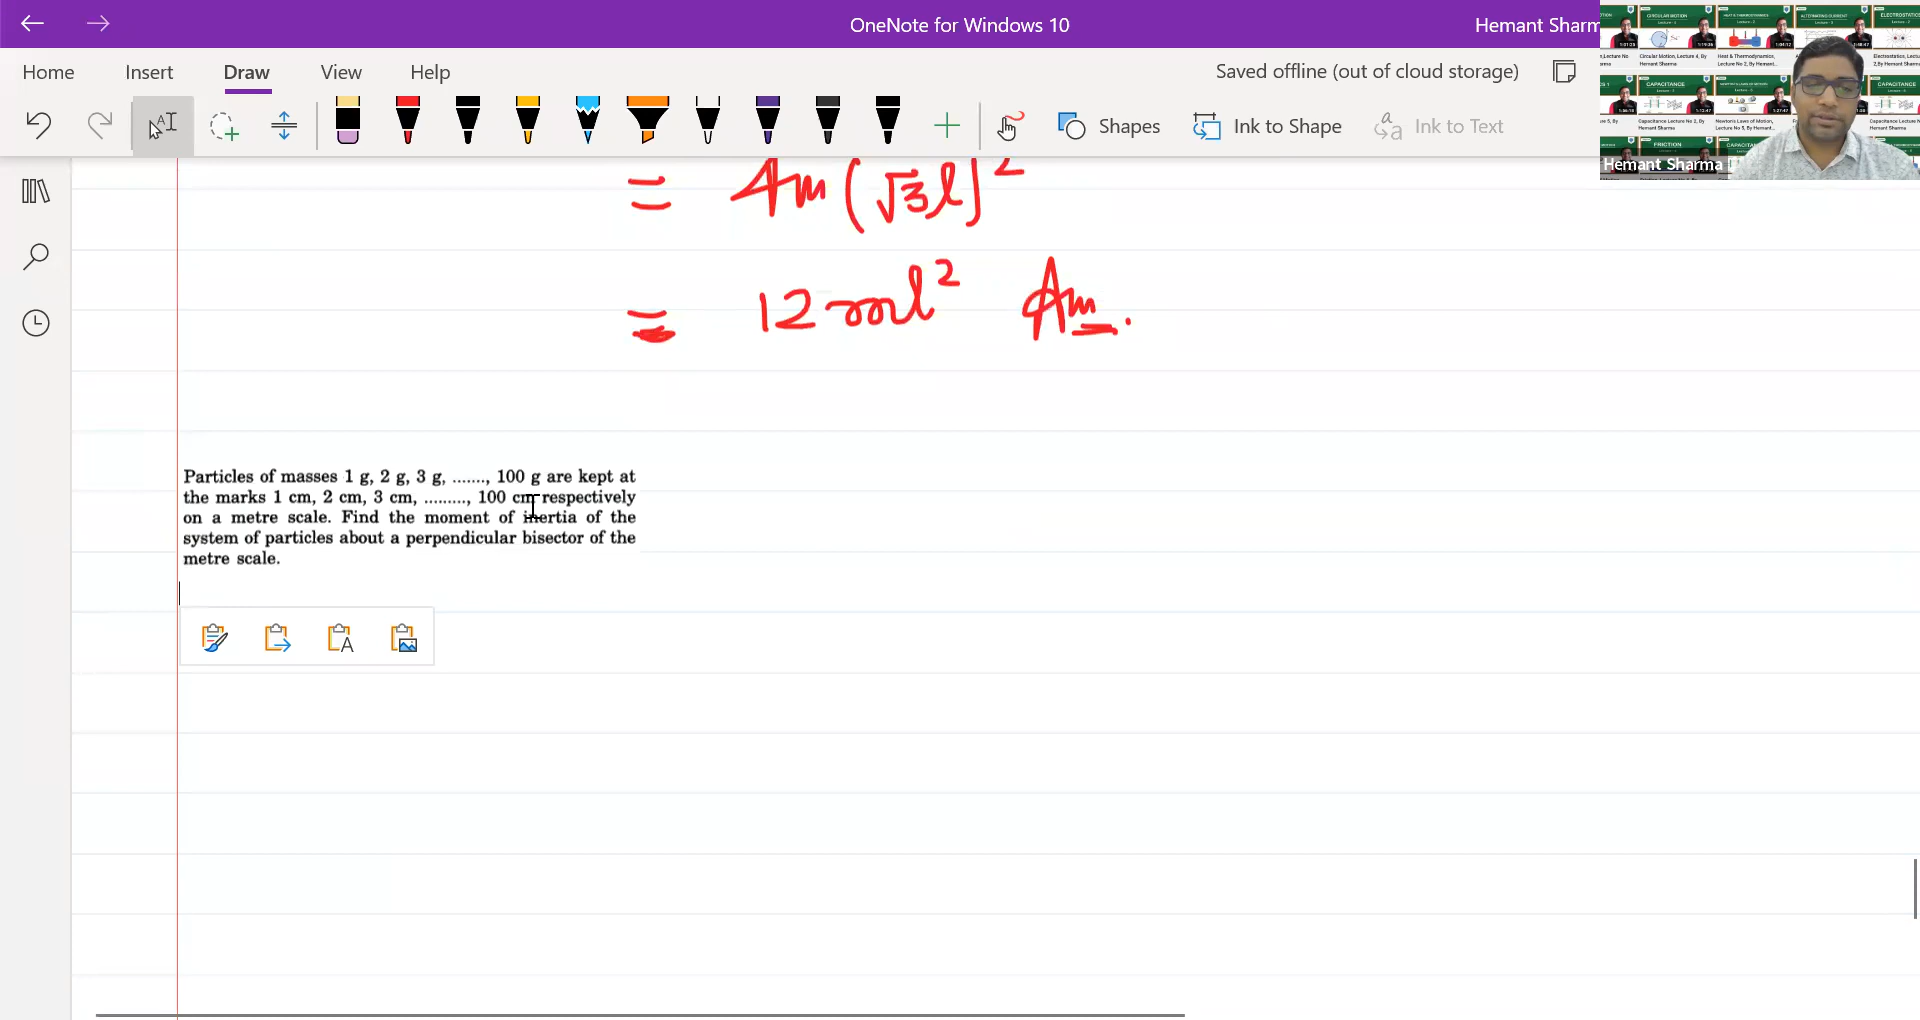 OneNote for Windows 10
Hemant Sharm
Home Insert Draw View Help
Saved offline (out of cloud storage)
Shapes
Ink to Shape
Ink to Text
Hemant Sharma
= 4m (√3l)²
= 12ml² Am.
Particles of masses 1 g, 2 g, 3 g, ......., 100 g are kept at
the marks 1 cm, 2 cm, 3 cm, ........., 100 cm respectively
on a metre scale. Find the moment of inertia of the
system of particles about a perpendicular bisector of the
metre scale.